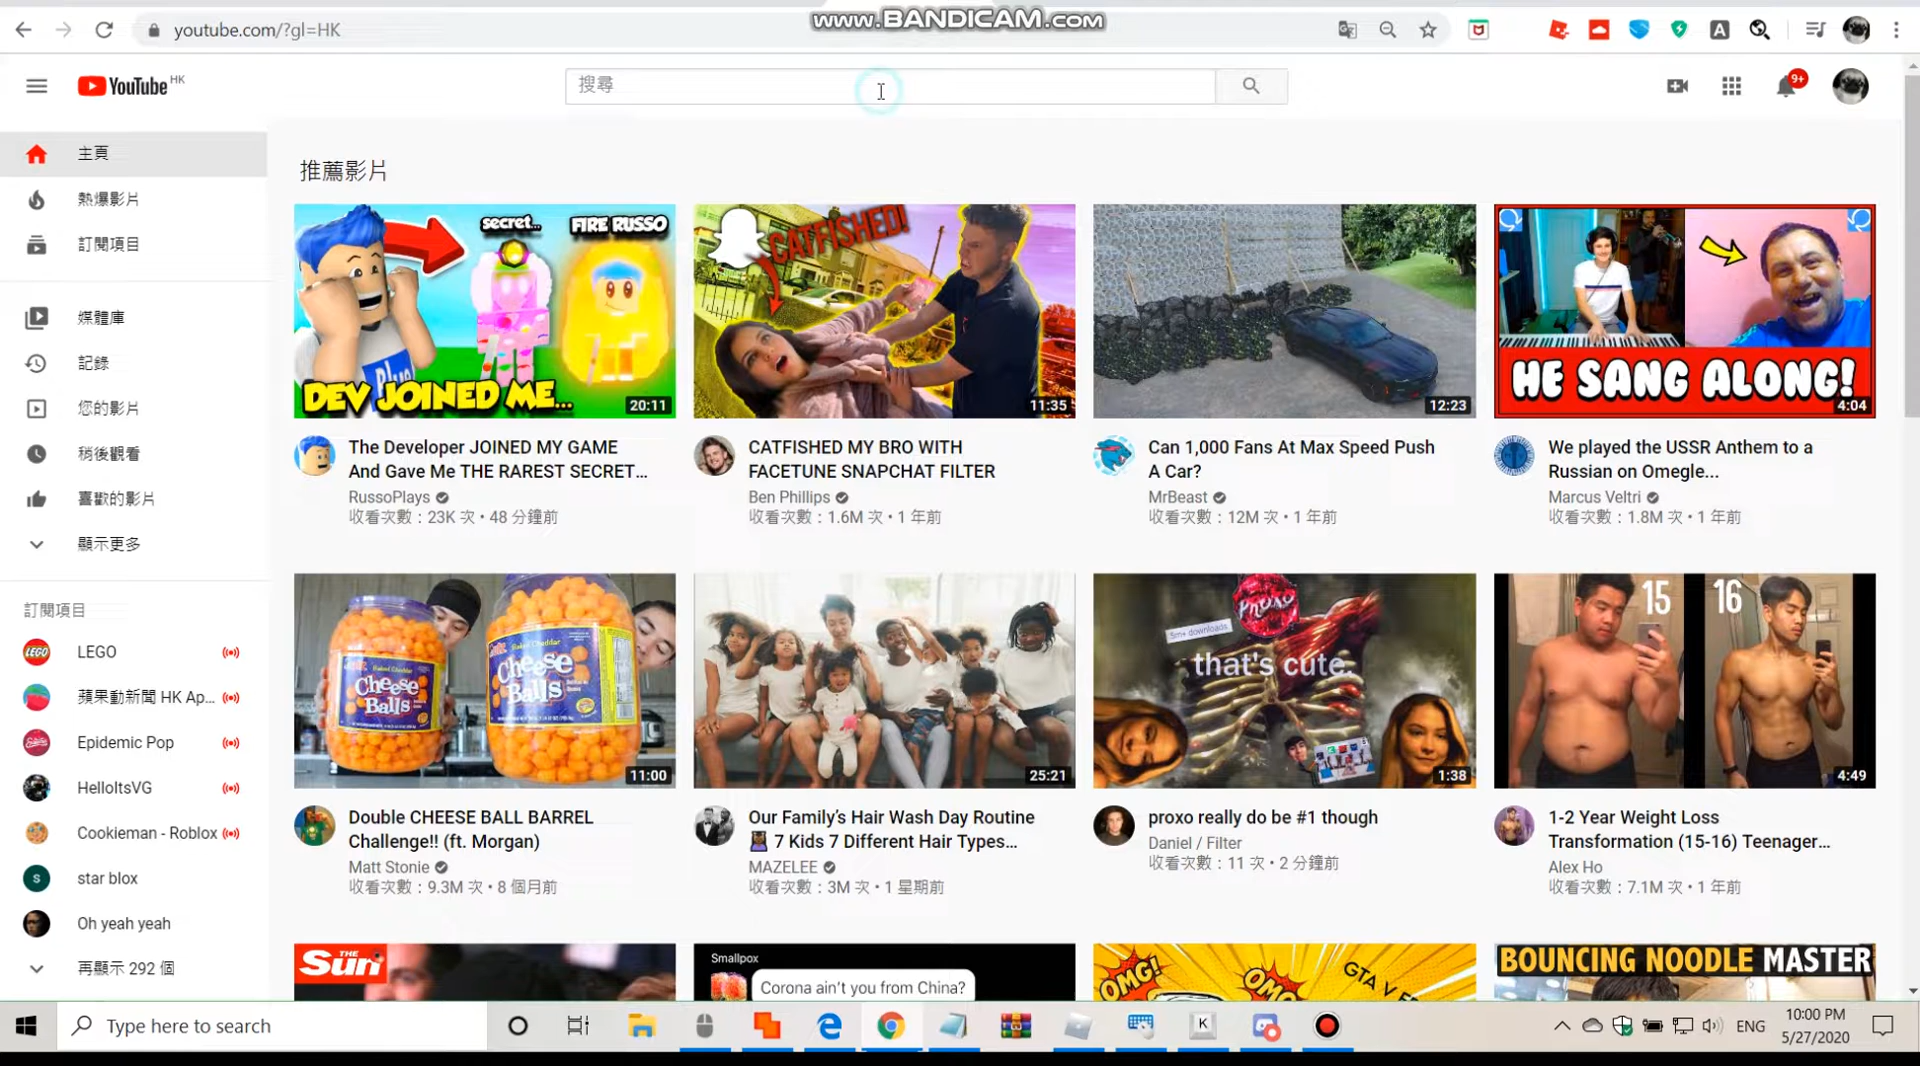 www.BANDICAM.com
youtube.com/?gl=HK
YouTube HK
搜尋
9+
主頁
熱爆影片
訂閱項目
媒體庫
記錄
您的影片
稍後觀看
喜歡的影片
顯示更多
訂閱項目
LEGO
蘋果動新聞 HK Ap...
Epidemic Pop
HelloItsVG
Cookieman - Roblox
star blox
Oh yeah yeah
再顯示 292 個
推薦影片
secret...
FIRE RUSSO
DEV JOINED ME...
20:11
The Developer JOINED MY GAME
And Gave Me THE RAREST SECRET...
RussoPlays
收看次數：23K 次 • 48 分鐘前
CATFISHED!
11:35
CATFISHED MY BRO WITH
FACETUNE SNAPCHAT FILTER
Ben Phillips
收看次數：1.6M 次 • 1 年前
12:23
Can 1,000 Fans At Max Speed Push
A Car?
MrBeast
收看次數：12M 次 • 1 年前
HE SANG ALONG!
4:04
We played the USSR Anthem to a
Russian on Omegle...
Marcus Veltri
收看次數：1.8M 次 • 1 年前
Baked Cheddar
Cheese
Balls
Baked Cheddar
Cheese
Balls
11:00
Double CHEESE BALL BARREL
Challenge!! (ft. Morgan)
Matt Stonie
收看次數：9.3M 次 • 8 個月前
25:21
Our Family's Hair Wash Day Routine
7 Kids 7 Different Hair Types...
MAZELEE
收看次數：3M 次 • 1 星期前
proxo
5m+ downloads
that's cute.
1:38
proxo really do be #1 though
Daniel / Filter
收看次數：11 次 • 2 分鐘前
15
16
4:49
1-2 Year Weight Loss
Transformation (15-16) Teenager...
Alex Ho
收看次數：7.1M 次 • 1 年前
THE Sun
Smallpox
Corona ain't you from China?
OMG!
OMG
BOUNCING NOODLE MASTER
Type here to search
ENG
10:00 PM
5/27/2020